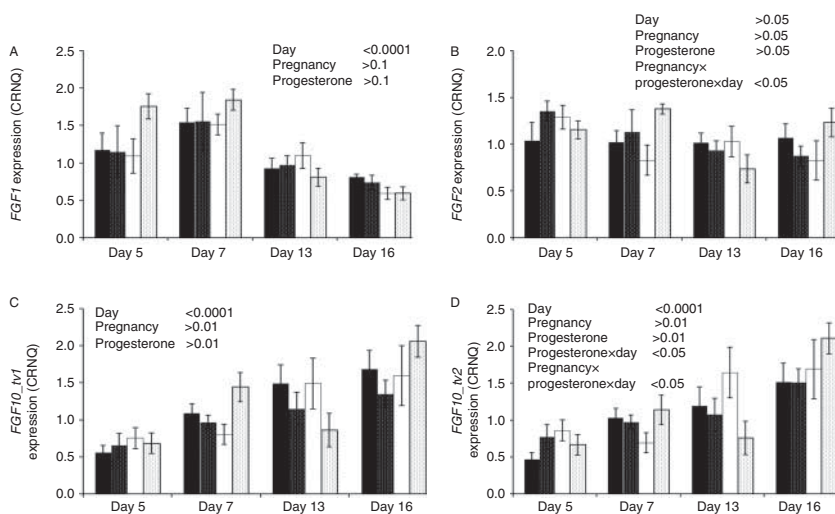 A
2.5
2.0
1.5
1.0
0.5
0.0
FGF1 expression (CRNQ)
Day <0.0001
Pregnancy >0.1
Progesterone >0.1
Day 5 Day 7 Day 13 Day 16
B
2.5
2.0
1.5
1.0
0.5
0.0
FGF2 expression (CRNQ)
Day >0.05
Pregnancy >0.05
Progesterone >0.05
Pregnancy×
progesterone×day <0.05
Day 5 Day 7 Day 13 Day 16
C
2.5
2.0
1.5
1.0
0.5
0.0
FGF10_tv1
expression (CRNQ)
Day <0.0001
Pregnancy >0.01
Progesterone >0.01
Day 5 Day 7 Day 13 Day 16
D
2.5
2.0
1.5
1.0
0.5
0.0
FGF10_tv2
expression (CRNQ)
Day <0.0001
Pregnancy >0.01
Progesterone >0.01
Progesterone×day <0.05
Pregnancy×
progesterone×day <0.05
Day 5 Day 7 Day 13 Day 16